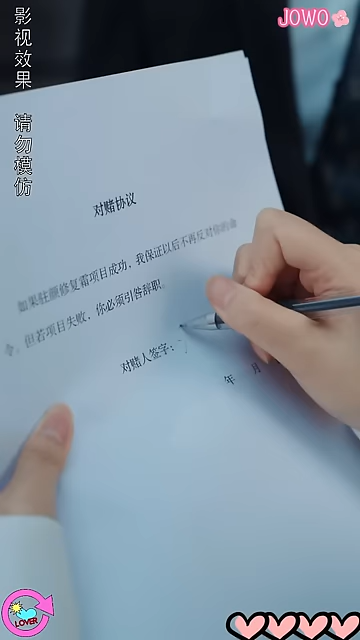 影视效果 请勿模仿
JOWO
对赌协议
如果驻颜修复霜项目成功，我保证以后不再反对你的命
令。但若项目失败，你必须引咎辞职。
对赌人签字：
年 月
LOVER